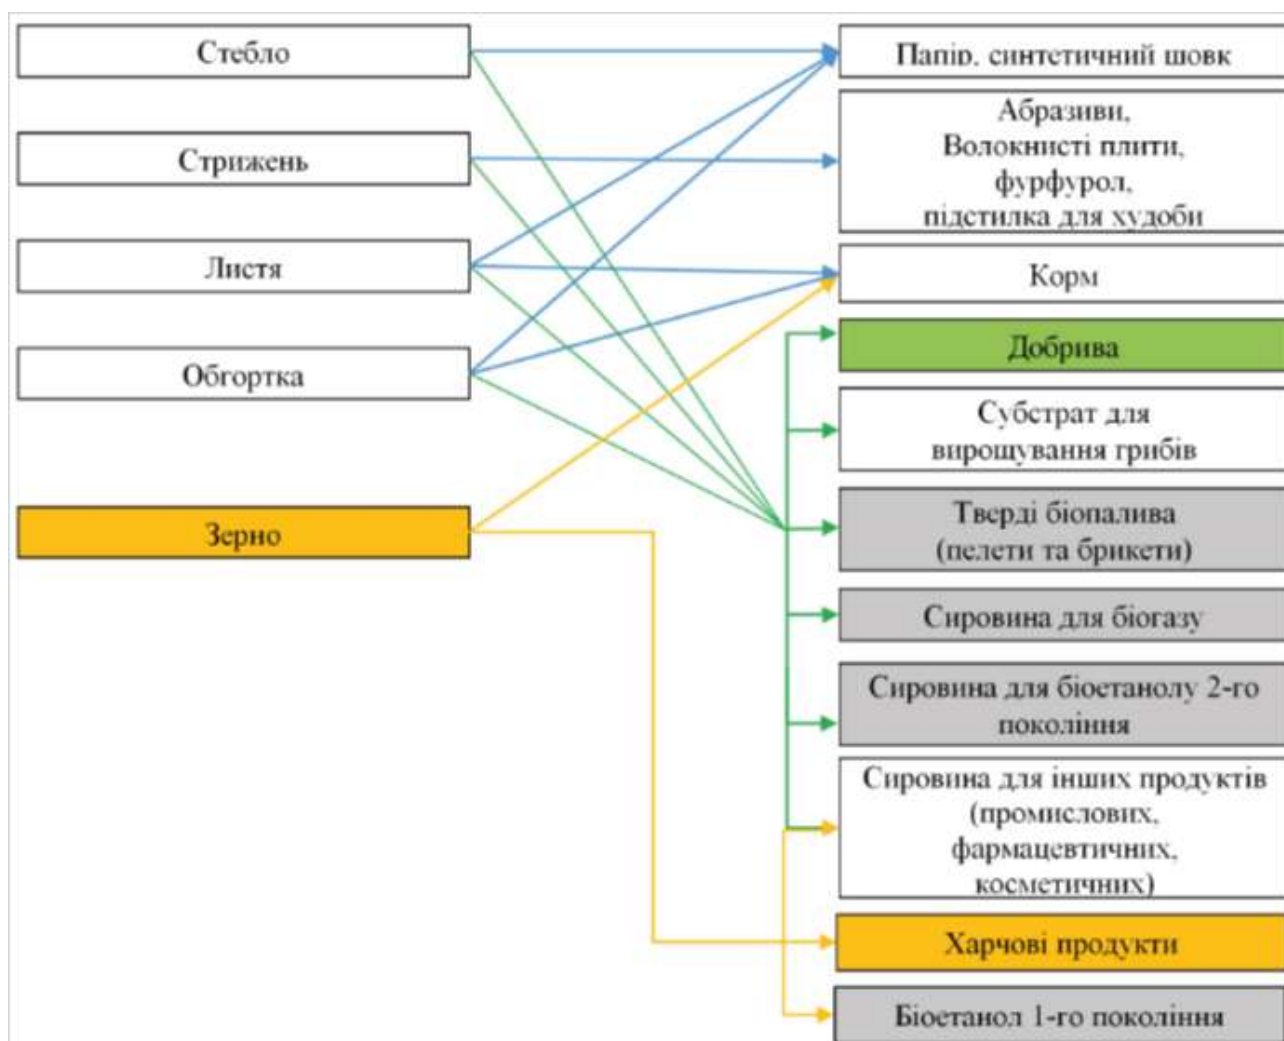 Стебло
Стрижень
Листя
Обгортка
Зерно
Папір, синтетичний шовк
Абразиви,
Волокнисті плити,
фурфурол,
підстилка для худоби
Корм
Добрива
Субстрат для
вирощування грибів
Тверді біопалива
(пелети та брикети)
Сировина для біогазу
Сировина для біоетанолу 2-го
покоління
Сировина для інших продуктів
(промислових,
фармацевтичних,
косметичних)
Харчові продукти
Біоетанол 1-го покоління